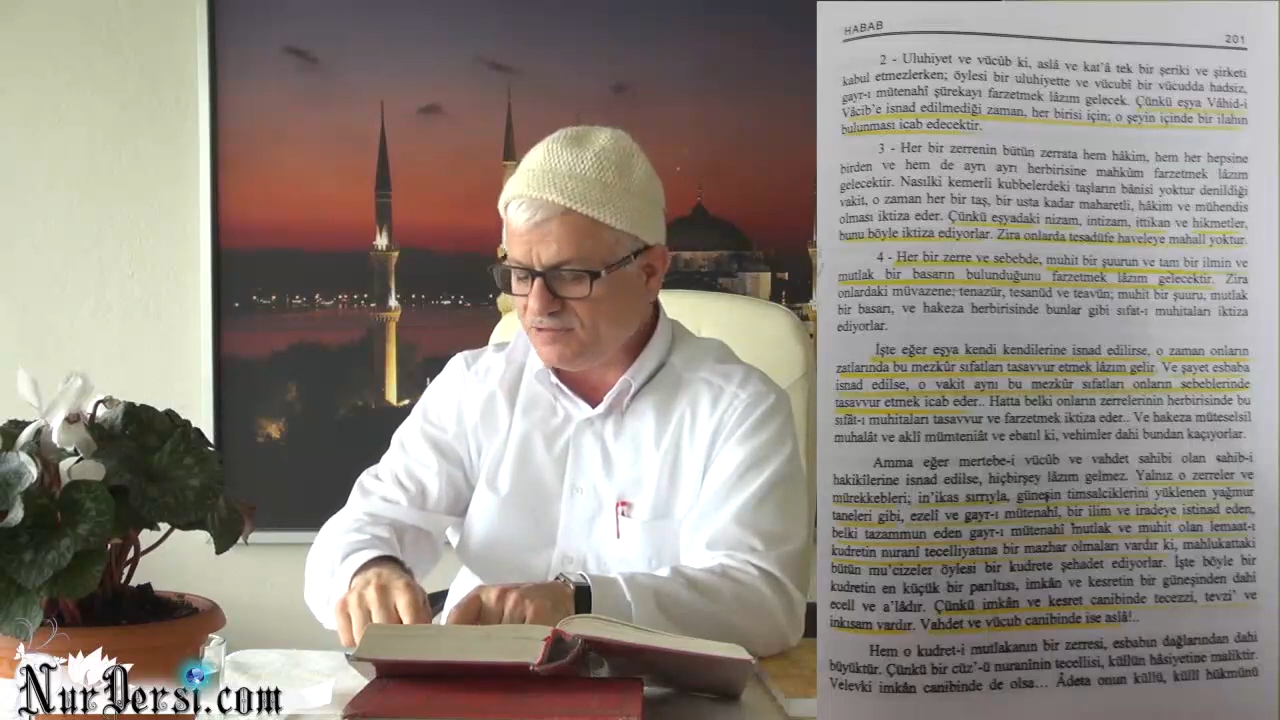 HABAB
201
2 - Uluhiyet ve vücûb ki, aslâ ve kat'â tek bir şeriki ve şirketi
kabul etmezlerken; öylesi bir uluhiyette ve vücubî bir vücudda hadsiz,
gayr-ı mütenahî şürekayı farzetmek lâzım gelecek. Çünkü eşya Vâhid-i
Vâcib'e isnad edilmediği zaman, her birisi için; o şeyin içinde bir ilahın
bulunması icab edecektir.
3 - Her bir zerrenin bütün zerrata hem hâkim, hem her hepsine
birden ve hem de ayrı ayrı herbirisine mahkûm farzetmek lâzım
gelecektir. Nasılki kemerli kubbelerdeki taşların bânisi yoktur denildiği
vakit, o zaman her bir taş, bir usta kadar maharetli, hâkim ve mühendis
olması iktiza eder. Çünkü eşyadaki nizam, intizam, ittikan ve hikmetler,
bunu böyle iktiza ediyorlar. Zira onlarda tesadüfe havaleye mahall yoktur.
4 - Her bir zerre ve sebebde, muhit bir şuurun ve tam bir ilmin ve
mutlak bir basarın bulunduğunu farzetmek lâzım gelecektir. Zira
onlardaki müvazene; tenazür, tesanüd ve teavün; muhit bir şuuru, mutlak
bir basarı, ve hakeza herbirisinde bunlar gibi sıfat-ı muhitaları iktiza
ediyorlar.
İşte eğer eşya kendi kendilerine isnad edilirse, o zaman onların
zatlarında bu mezkûr sıfatları tasavvur etmek lâzım gelir. Ve şayet esbaba
isnad edilse, o vakit aynı bu mezkûr sıfatları onların sebeblerinde
tasavvur etmek icab eder.. Hatta belki onların zerrelerinin herbirisinde bu
sıfât-ı muhitaları tasavvur ve farzetmek iktiza eder.. Ve hakeza müteselsil
muhalât ve aklî mümteniât ve ebatıl ki, vehimler dahi bundan kaçıyorlar.
Amma eğer mertebe-i vücûb ve vahdet sahibi olan sahib-i
hakikîlerine isnad edilse, hiçbirşey lâzım gelmez. Yalnız o zerreler ve
mürekkebleri; in'ikas sırrıyla, güneşin timsalciklerini yüklenen yağmur
taneleri gibi, ezelî ve gayr-ı mütenahî, bir ilim ve iradeye istinad eden,
belki tazammun eden gayr-ı mütenahî mutlak ve muhit olan lemaat-ı
kudretin nuranî tecelliyatına bir mazhar olmaları vardır ki, mahlukattaki
bütün mu'cizeler öylesi bir kudrete şehadet ediyorlar. İşte böyle bir
kudretin en küçük bir parıltısı, imkân ve kesretin bir güneşinden dahi
ecell ve a'lâdır. Çünkü imkân ve kesret canibinde tecezzi, tevzi' ve
inkısam vardır. Vahdet ve vücub canibinde ise aslâ!..
Hem o kudret-i mutlakanın bir zerresi, esbabın dağlarından dahi
büyüktür. Çünkü bir cüz'-ü nuranînin tecellisi, küllün hâsiyetine maliktir.
Velevki imkân canibinde de olsa... Âdeta onun küllü, küllî hükmünü
NurDersi.com